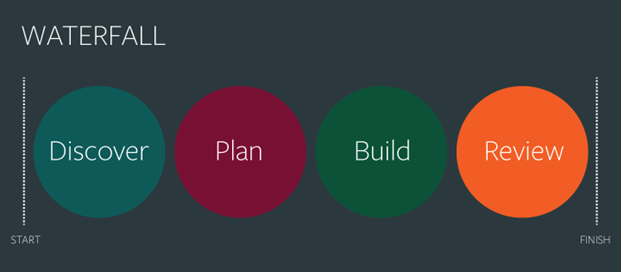 WATERFALL
Discover
Plan
Build
Review
START
FINISH